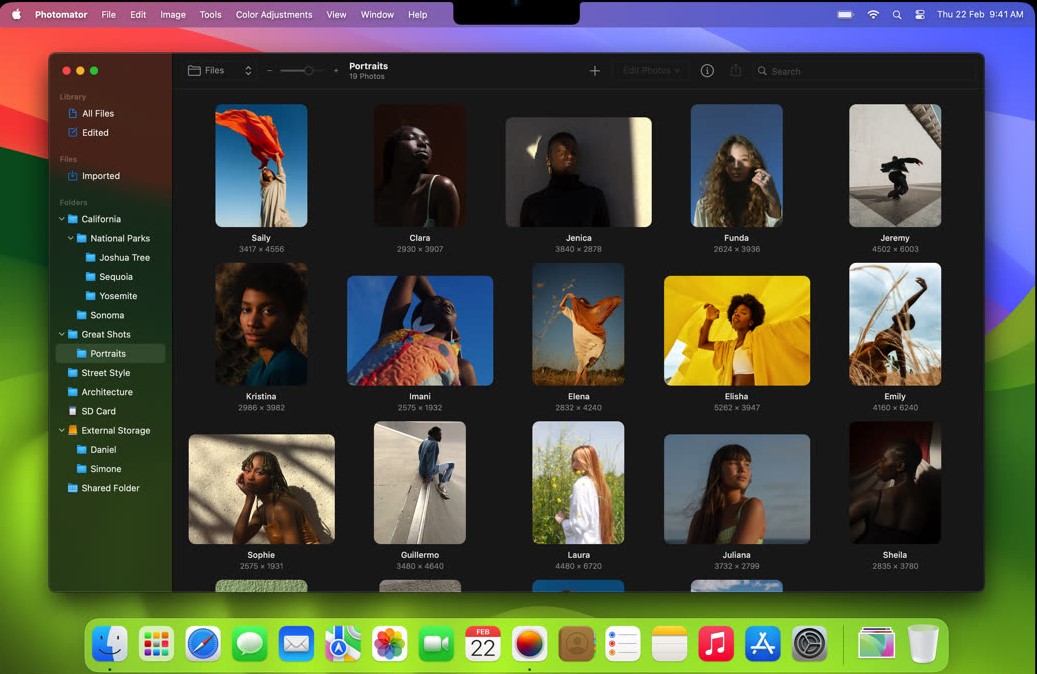 Photomator File Edit Image Tools Color Adjustments View Window Help Thu 22 Feb 9:41 AM
Files
Portraits
19 Photos
Edit Photos
Search
Library
All Files
Edited
Files
Imported
Folders
California
National Parks
Joshua Tree
Sequoia
Yosemite
Sonoma
Great Shots
Portraits
Street Style
Architecture
SD Card
External Storage
Daniel
Simone
Shared Folder
Saily Clara Jenica Funda Jeremy
3417 × 4556 2930 × 3907 3840 × 2878 2624 × 3936 4502 × 6003
Kristina Imani Elena Elisha Emily
2986 × 3982 2575 × 1932 2832 × 4240 5262 × 3947 4160 × 6240
Sophie Guillermo Laura Juliana Sheila
2575 × 1931 3480 × 4640 4480 × 6720 3732 × 2799 2835 × 3780
FEB
22